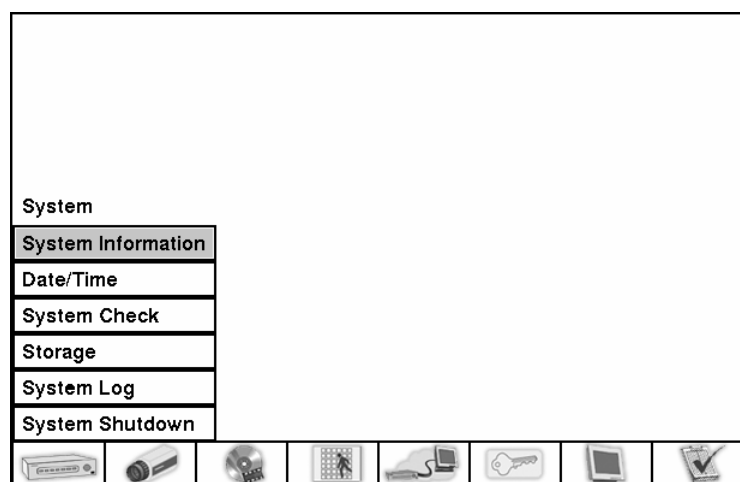 System
System Information
Date/Time
System Check
Storage
System Log
System Shutdown